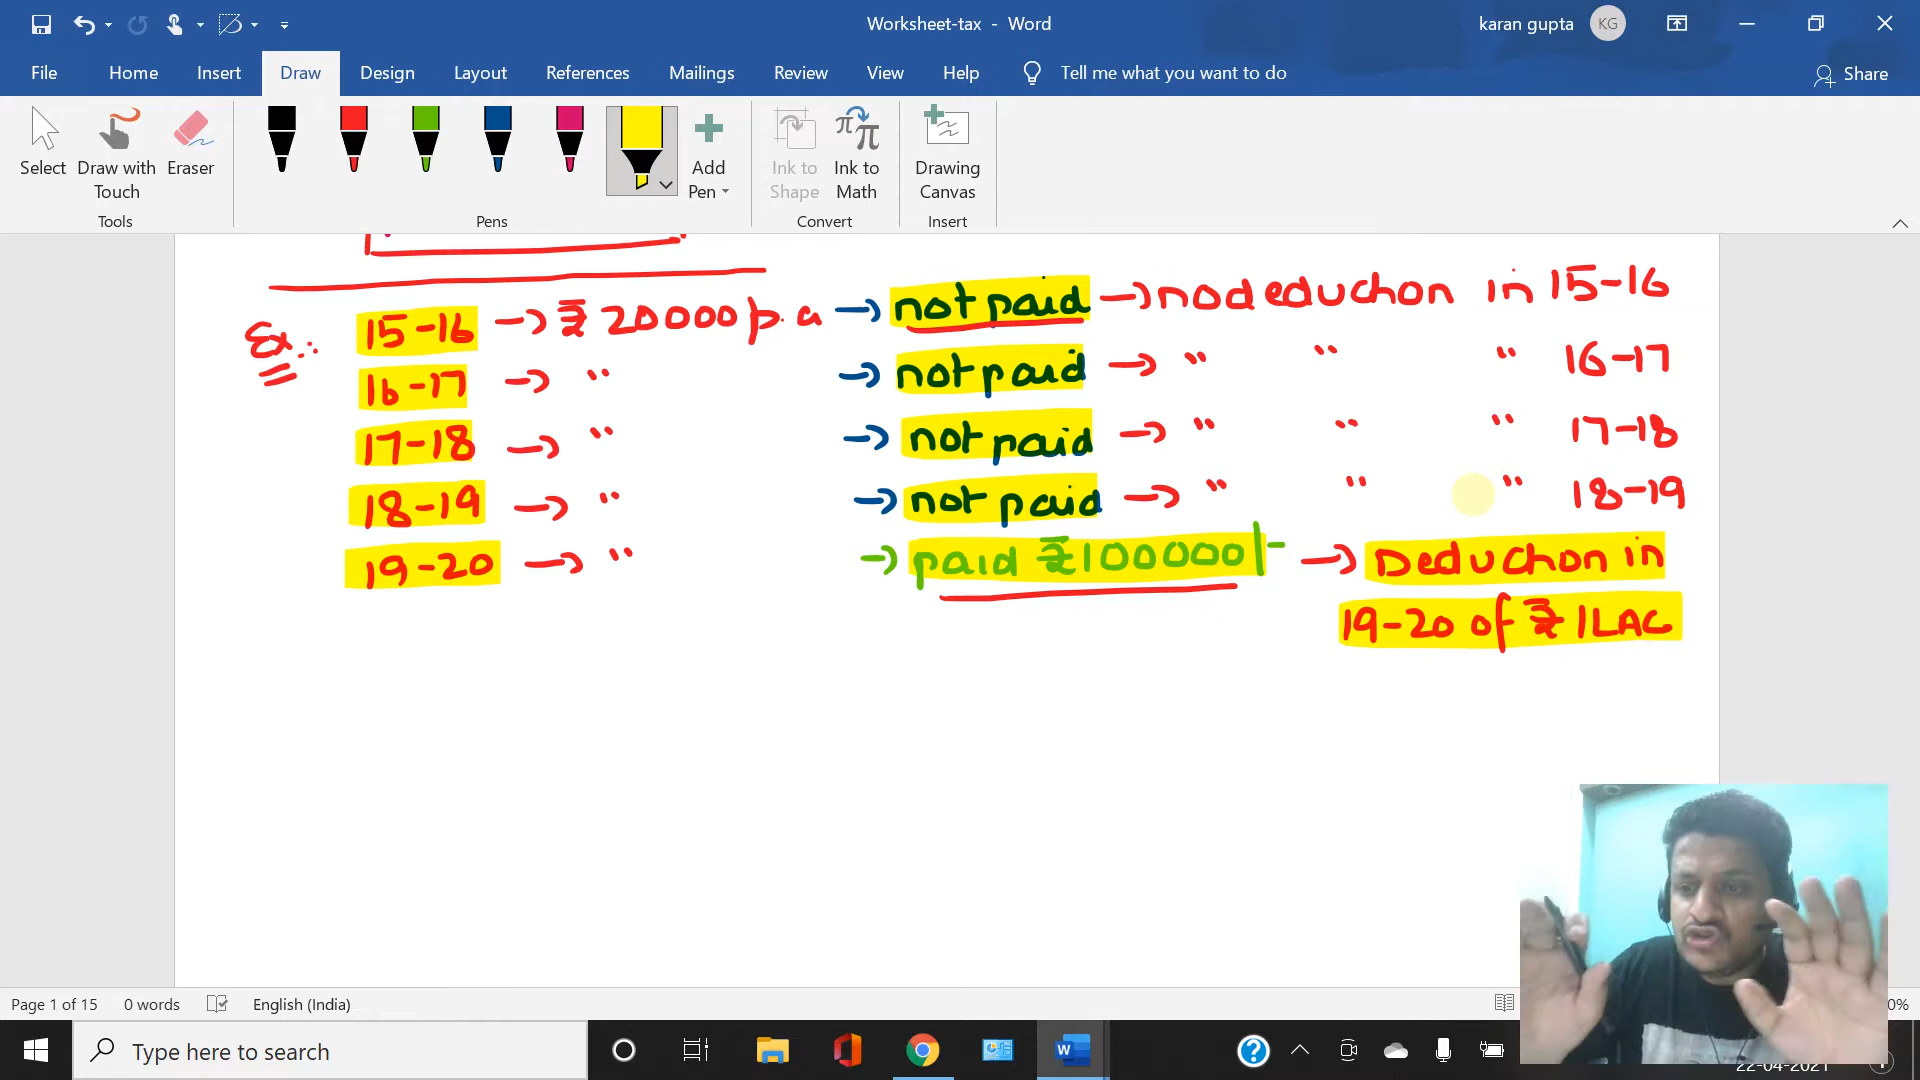 Worksheet-tax - Word
karan gupta KG
File Home Insert Draw Design Layout References Mailings Review View Help Tell me what you want to do Share
Select Draw with Touch Eraser Add Pen Ink to Shape Ink to Math Drawing Canvas
Tools Pens Convert Insert
Ex.: 15-16 → ₹ 20000 p.a → not paid → no deduction in 15-16
16-17 → " → not paid → " " " 16-17
17-18 → " → not paid → " " " 17-18
18-19 → " → not paid → " " " 18-19
19-20 → " → paid ₹100000/- → Deduction in
19-20 of ₹ 1LAC
Page 1 of 15 0 words English (India) 0%
Type here to search
22-04-2021